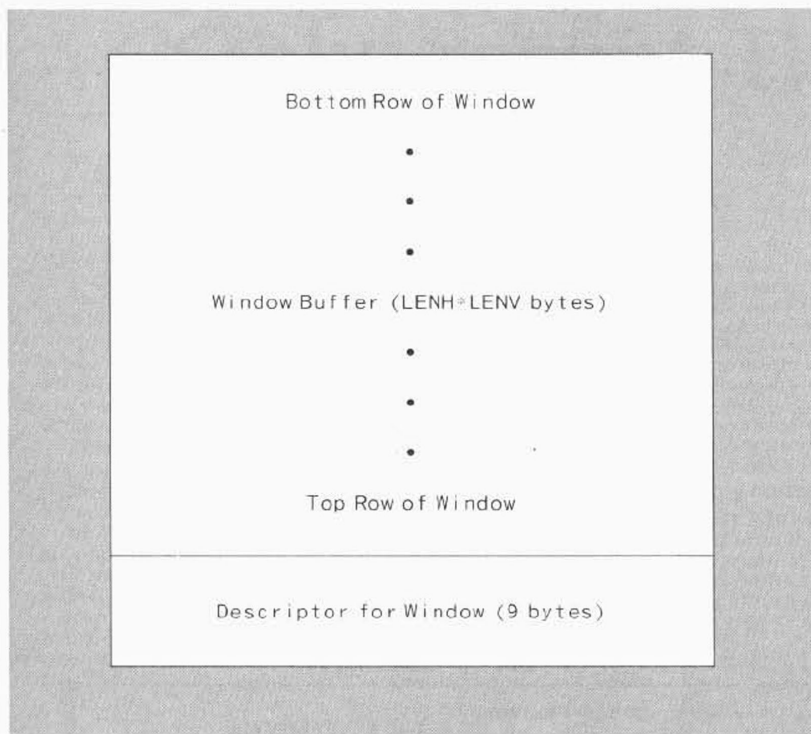 Bottom Row of Window
•
•
•
Window Buffer (LENH*LENV bytes)
•
•
•
Top Row of Window
Descriptor for Window (9 bytes)